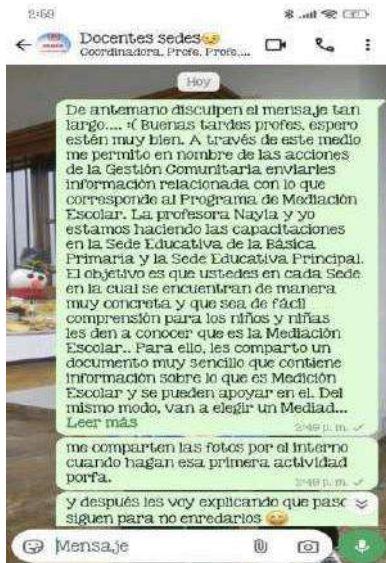 2:59
Docentes sedes😏
Coordinadora, Profe, Profe,...
Hoy
De antemano disculpen el mensaje tan
largo.... :( Buenas tardes profes, espero
estén muy bien. A través de este medio
me permito en nombre de las acciones
de la Gestión Comunitaria enviarles
información relacionada con lo que
corresponde al Programa de Mediación
Escolar. La profesora Nayla y yo
estamos haciendo las capacitaciones
en la Sede Educativa de la Básica
Primaria y la Sede Educativa Principal.
El objetivo es que ustedes en cada Sede
en la cual se encuentran de manera
muy concreta y que sea de fácil
comprensión para los niños y niñas
les den a conocer que es la Mediación
Escolar.. Para ello, les comparto un
documento muy sencillo que contiene
información sobre lo que es Medición
Escolar y se pueden apoyar en el. Del
mismo modo, van a elegir un Mediad...
Leer más
2:49 p. m.
me comparten las fotos por el interno
cuando hagan esa primera actividad
porfa.
2:49 p. m.
y después les voy explicando que paso
siguen para no enredarlos 😄
Mensaje